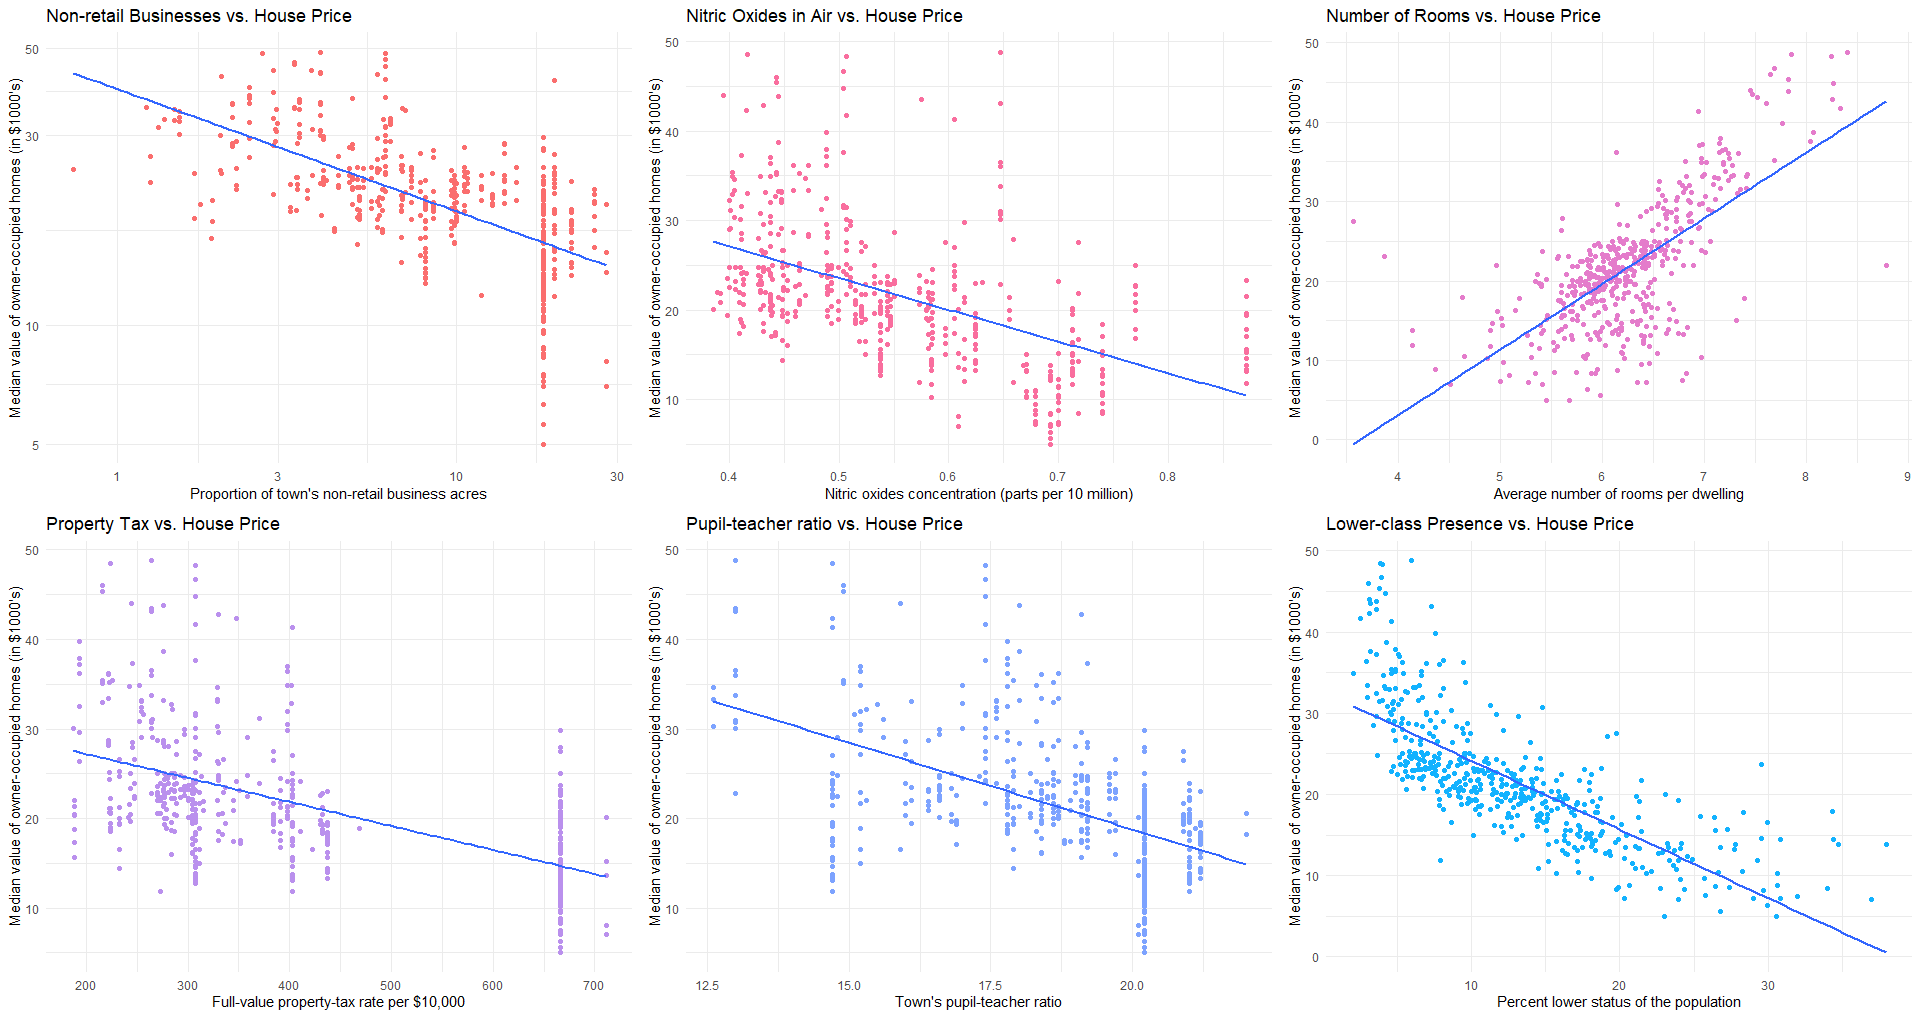 Non-retail Businesses vs. House Price
Median value of owner-occupied homes (in $1000's)
50
30
10
5
1 3 10 30
Proportion of town's non-retail business acres
Nitric Oxides in Air vs. House Price
Median value of owner-occupied homes (in $1000's)
50
40
30
20
10
0.4 0.5 0.6 0.7 0.8
Nitric oxides concentration (parts per 10 million)
Number of Rooms vs. House Price
Median value of owner-occupied homes (in $1000's)
50
40
30
20
10
0
4 5 6 7 8 9
Average number of rooms per dwelling
Property Tax vs. House Price
Median value of owner-occupied homes (in $1000's)
50
40
30
20
10
200 300 400 500 600 700
Full-value property-tax rate per $10,000
Pupil-teacher ratio vs. House Price
Median value of owner-occupied homes (in $1000's)
50
40
30
20
10
12.5 15.0 17.5 20.0
Town's pupil-teacher ratio
Lower-class Presence vs. House Price
Median value of owner-occupied homes (in $1000's)
50
40
30
20
10
0
10 20 30
Percent lower status of the population